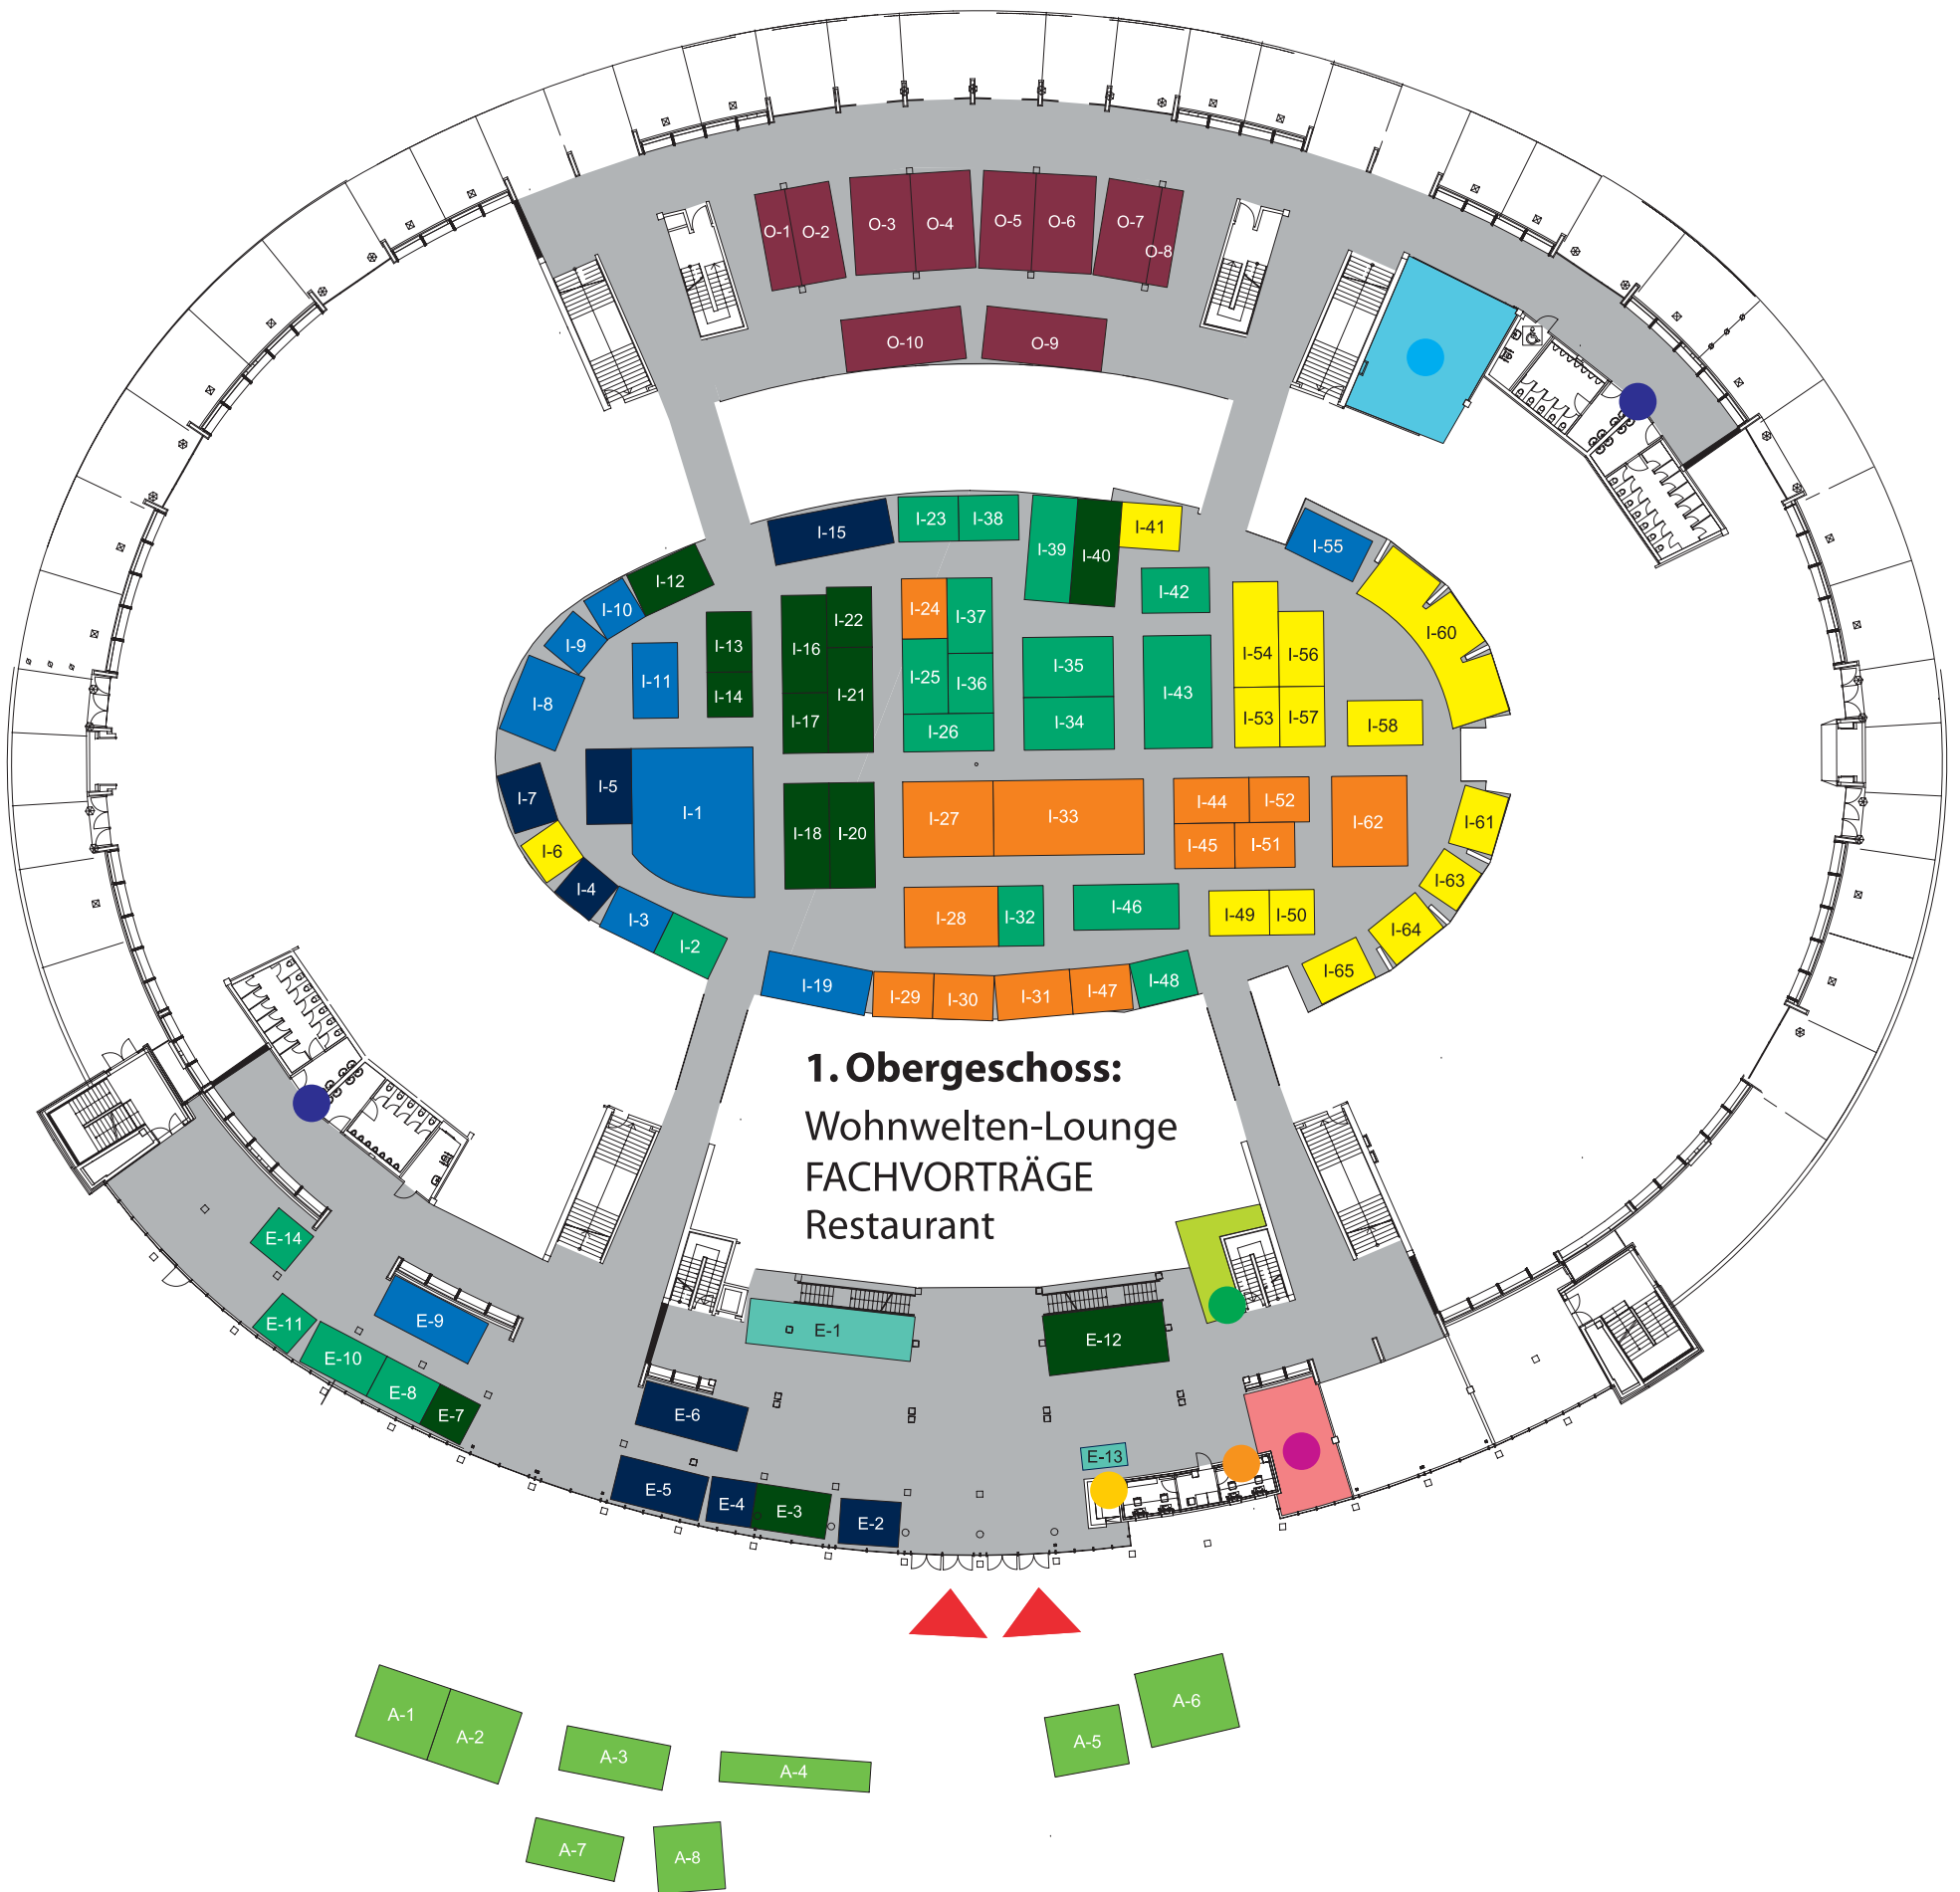 O-1 O-2 O-3 O-4 O-5 O-6 O-7 O-8
O-10 O-9
I-15 I-23 I-38 I-39 I-40 I-41 I-55
I-12 I-10 I-9 I-8 I-11 I-13 I-14
I-16 I-22 I-21 I-17
I-24 I-37 I-25 I-36 I-26
I-35 I-34 I-42 I-43
I-54 I-56 I-53 I-57 I-58 I-60
I-7 I-5 I-1 I-6 I-4 I-3 I-2
I-18 I-20 I-27 I-33
I-44 I-52 I-45 I-51 I-62
I-61 I-63 I-64 I-65
I-28 I-32 I-46 I-49 I-50
I-19 I-29 I-30 I-31 I-47 I-48
1. Obergeschoss:
Wohnwelten-Lounge
FACHVORTRÄGE
Restaurant
E-14 E-11 E-10 E-8 E-7 E-9
E-1 E-12
E-6 E-5 E-4 E-3 E-2 E-13
A-1 A-2 A-3 A-4 A-5 A-6
A-7 A-8